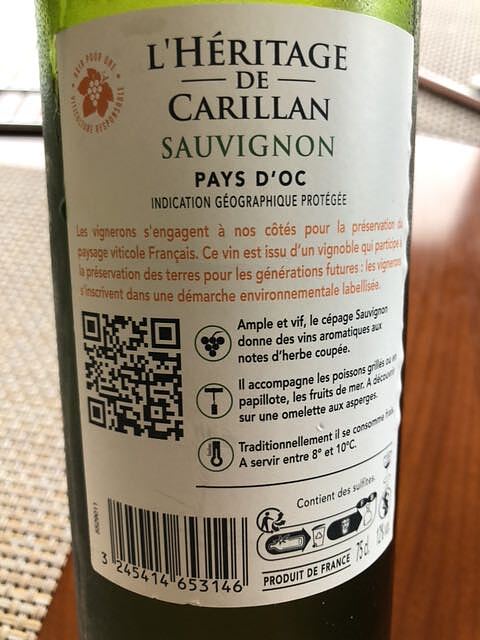 AGIR POUR UNE
VITICULTURE RESPONSABLE
L'HÉRITAGE
DE
CARILLAN
SAUVIGNON
PAYS D'OC
INDICATION GÉOGRAPHIQUE PROTÉGÉE
Les vignerons s'engagent à nos côtés pour la préservation du
paysage viticole Français. Ce vin est issu d'un vignoble qui participe à
la préservation des terres pour les générations futures : les vignerons
s'inscrivent dans une démarche environnementale labellisée.
Ample et vif, le cépage Sauvignon
donne des vins aromatiques aux
notes d'herbe coupée.
Il accompagne les poissons grillés ou en
papillote, les fruits de mer. A découvrir
sur une omelette aux asperges.
Traditionnellement il se consomme frais.
A servir entre 8° et 10°C.
Contient des sulfites.
3 245414 653146
PRODUIT DE FRANCE
75 cl